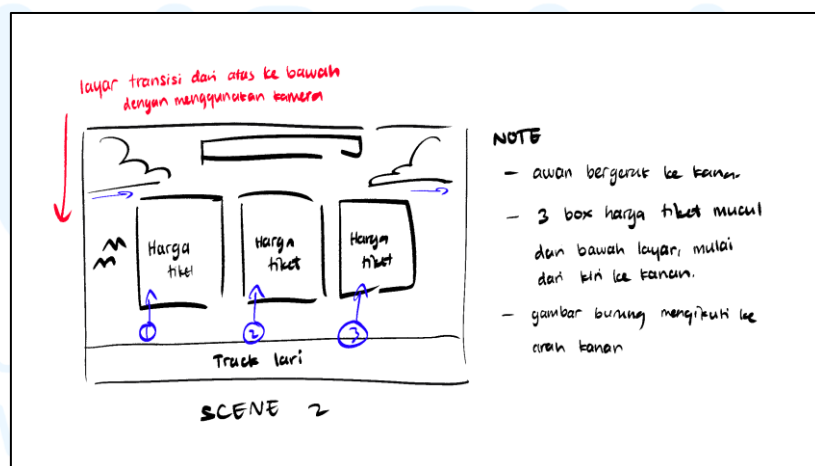 layar transisi dari atas ke bawah
dengan menggunakan kamera
Harga
tiket
Harga
tiket
Harga
tiket
1
2
3
Track lari
SCENE 2
NOTE
- awan bergerak ke kanan.
- 3 box harga tiket mucul
dari bawah layar, mulai
dari kiri ke kanan.
- gambar burung mengikuti ke
arah kanan